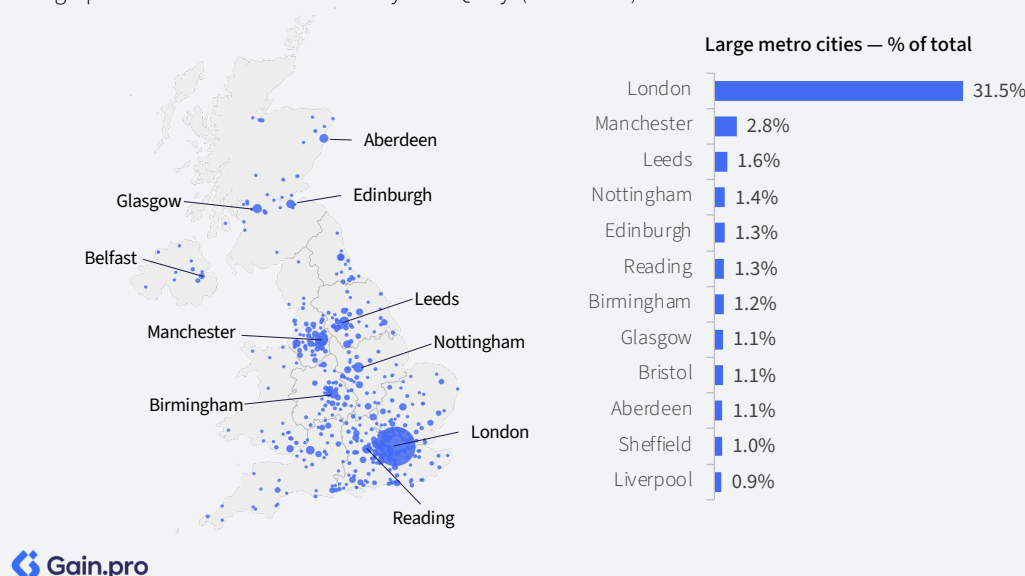 Large metro cities — % of total
London 31.5%
Manchester 2.8%
Leeds 1.6%
Nottingham 1.4%
Edinburgh 1.3%
Reading 1.3%
Birmingham 1.2%
Glasgow 1.1%
Bristol 1.1%
Aberdeen 1.1%
Sheffield 1.0%
Liverpool 0.9%
Aberdeen
Edinburgh
Glasgow
Belfast
Leeds
Manchester
Nottingham
Birmingham
London
Reading
Gain.pro